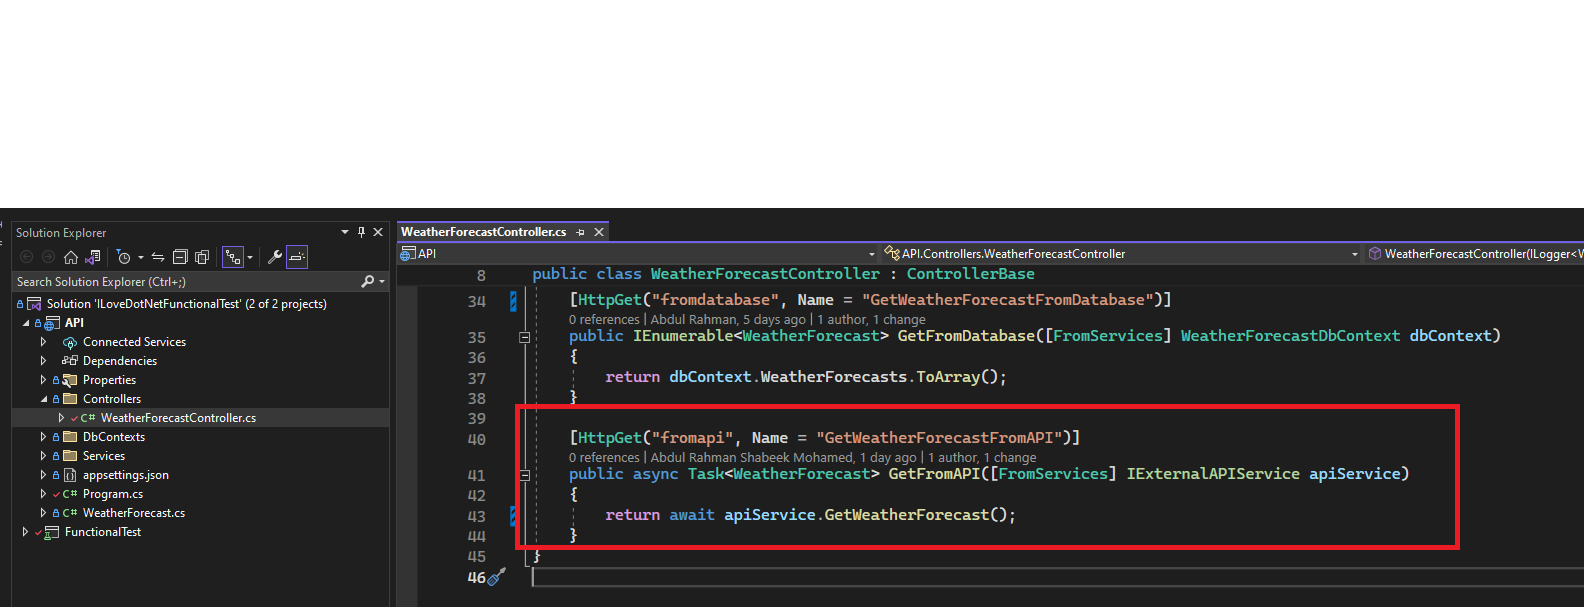 Solution Explorer
Search Solution Explorer (Ctrl+;)
Solution 'ILoveDotNetFunctionalTest' (2 of 2 projects)
API
Connected Services
Dependencies
Properties
Controllers
C# WeatherForecastController.cs
DbContexts
Services
appsettings.json
C# Program.cs
C# WeatherForecast.cs
FunctionalTest
WeatherForecastController.cs
API
API.Controllers.WeatherForecastController
WeatherForecastController(ILogger<W
8 public class WeatherForecastController : ControllerBase
34 [HttpGet("fromdatabase", Name = "GetWeatherForecastFromDatabase")]
0 references | Abdul Rahman, 5 days ago | 1 author, 1 change
35 public IEnumerable<WeatherForecast> GetFromDatabase([FromServices] WeatherForecastDbContext dbContext)
36 {
37 return dbContext.WeatherForecasts.ToArray();
38 }
39
40 [HttpGet("fromapi", Name = "GetWeatherForecastFromAPI")]
0 references | Abdul Rahman Shabeek Mohamed, 1 day ago | 1 author, 1 change
41 public async Task<WeatherForecast> GetFromAPI([FromServices] IExternalAPIService apiService)
42 {
43 return await apiService.GetWeatherForecast();
44 }
45 }
46